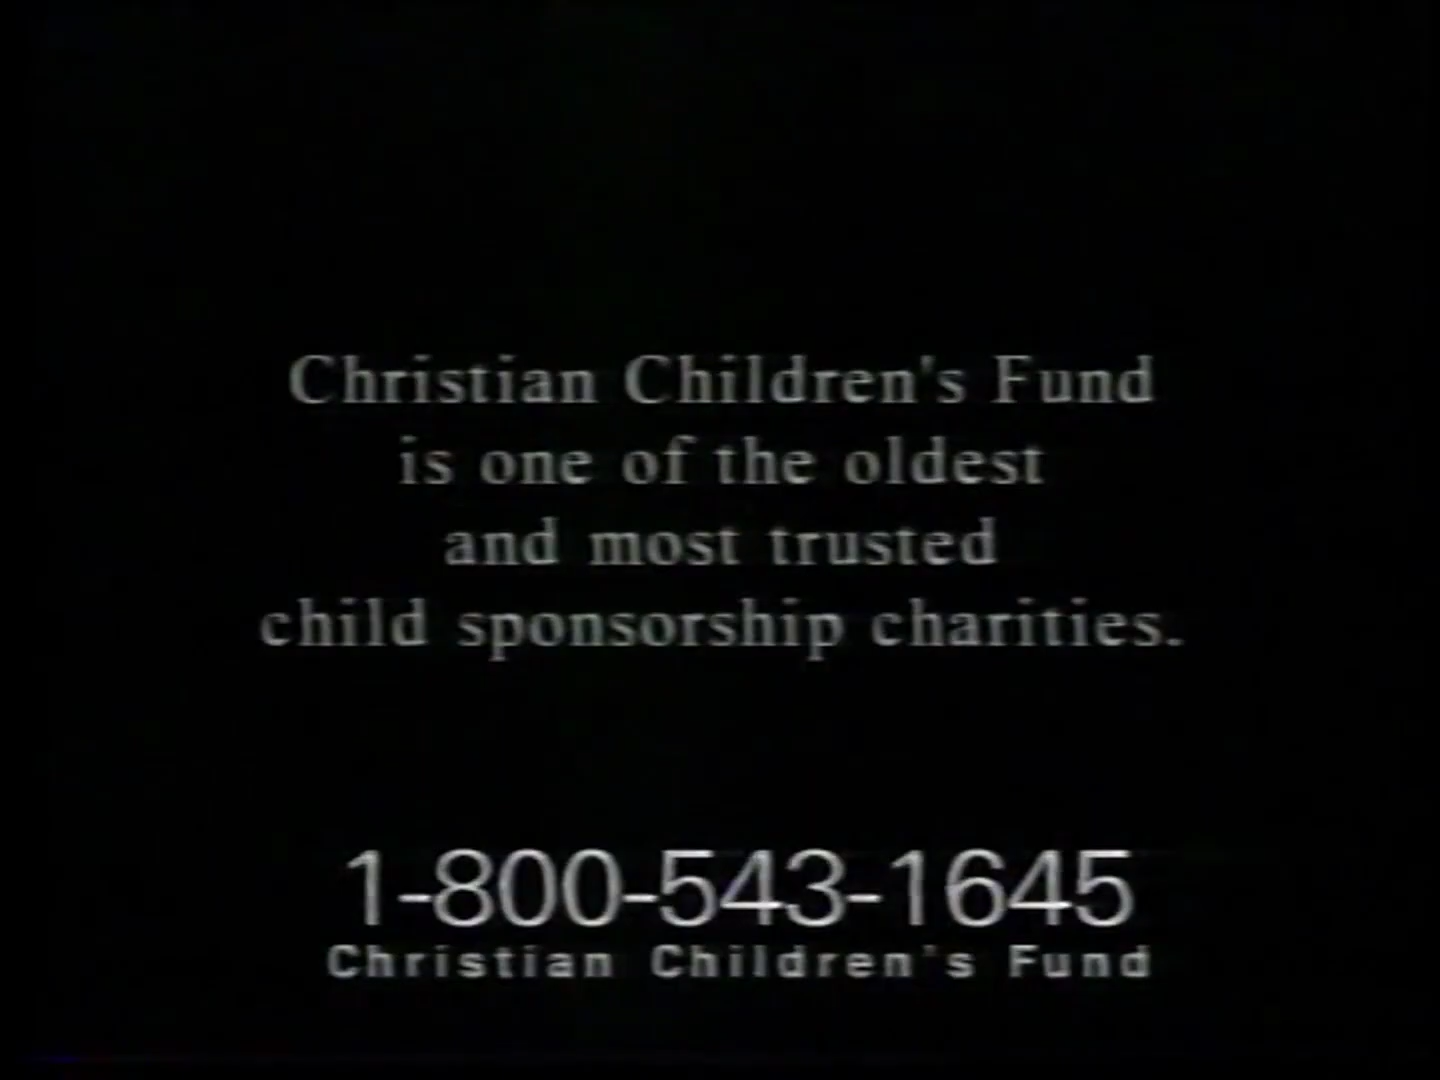 Christian Children's Fund
is one of the oldest
and most trusted
child sponsorship charities.
1-800-543-1645
Christian Children's Fund